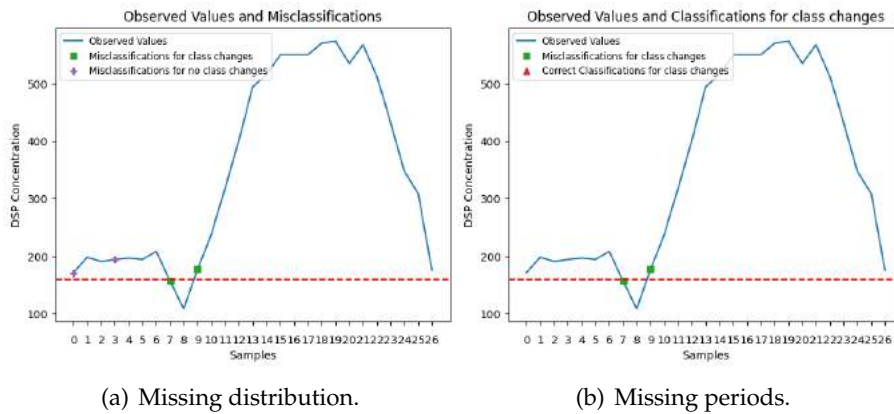 Observed Values and Misclassifications
Observed Values
Misclassifications for class changes
Misclassifications for no class changes
500
400
300
200
100
DSP Concentration
0 1 2 3 4 5 6 7 8 9 10 11 12 13 14 15 16 17 18 19 20 21 22 23 24 25 26
Samples
(a) Missing distribution.
Observed Values and Classifications for class changes
Observed Values
Misclassifications for class changes
Correct Classifications for class changes
500
400
300
200
100
DSP Concentration
0 1 2 3 4 5 6 7 8 9 10 11 12 13 14 15 16 17 18 19 20 21 22 23 24 25 26
Samples
(b) Missing periods.